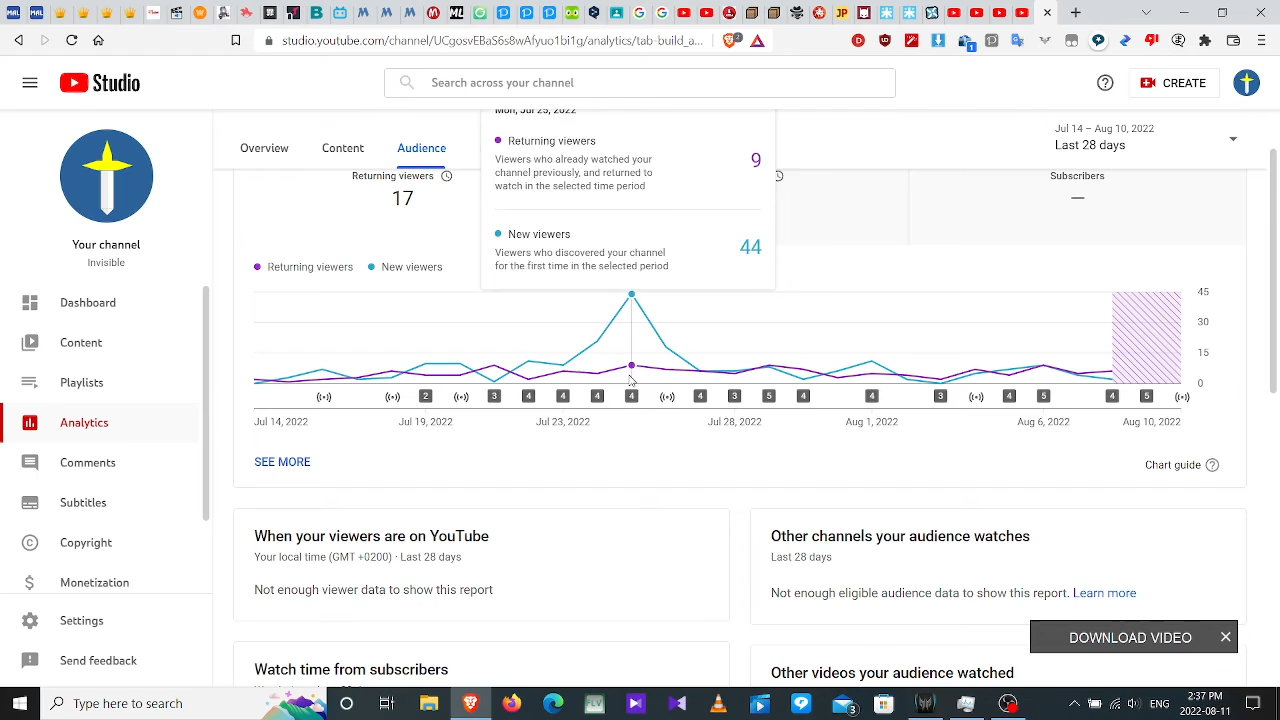 studio.youtube.com/channel/UCgosvEBaS6s8wAfyuo1bi1g/analytics/tab-build_a...
2
1
Studio
Search across your channel
CREATE
Mon, Jul 25, 2022
Returning viewers
Viewers who already watched your
channel previously, and returned to
watch in the selected time period
9
New viewers
Viewers who discovered your channel
for the first time in the selected period
44
Overview
Content
Audience
Jul 14 – Aug 10, 2022
Last 28 days
Returning viewers
17
Subscribers
—
Your channel
Invisible
Dashboard
Content
Playlists
Analytics
Comments
Subtitles
Copyright
Monetization
Settings
Send feedback
Returning viewers
New viewers
45
30
15
0
2 3 4 4 4 4 4 3 5 4 4 3 4 5 4 5
Jul 14, 2022 Jul 19, 2022 Jul 23, 2022 Jul 28, 2022 Aug 1, 2022 Aug 6, 2022 Aug 10, 2022
SEE MORE
Chart guide
When your viewers are on YouTube
Your local time (GMT +0200) · Last 28 days
Not enough viewer data to show this report
Other channels your audience watches
Last 28 days
Not enough eligible audience data to show this report. Learn more
DOWNLOAD VIDEO
Watch time from subscribers
Other videos your audience watched
Type here to search
3
2:37 PM
2022-08-11